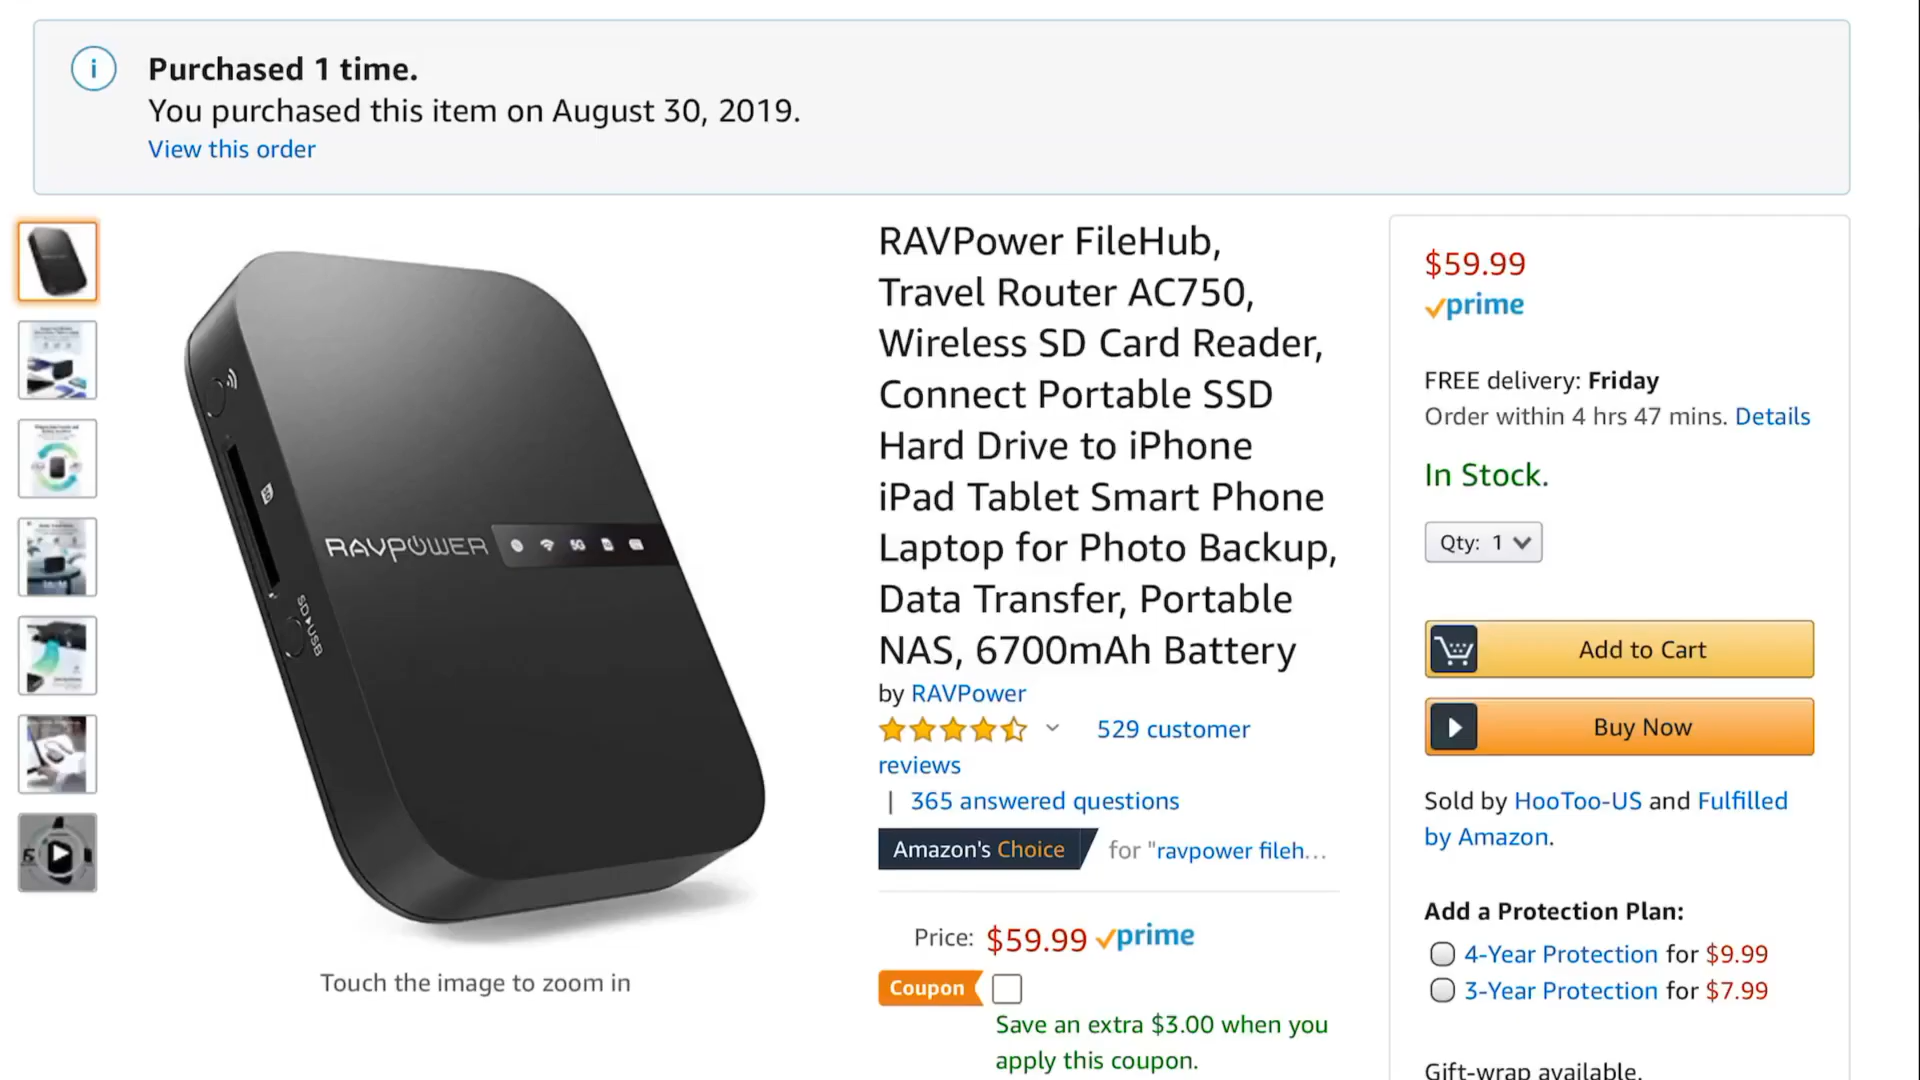 Purchased 1 time.
You purchased this item on August 30, 2019.
View this order
RAVPOWER
5G
SD▸USB
Touch the image to zoom in
RAVPower FileHub,
Travel Router AC750,
Wireless SD Card Reader,
Connect Portable SSD
Hard Drive to iPhone
iPad Tablet Smart Phone
Laptop for Photo Backup,
Data Transfer, Portable
NAS, 6700mAh Battery
by RAVPower
529 customer
reviews
| 365 answered questions
Amazon's Choice for "ravpower fileh...
Price: $59.99 prime
Coupon
Save an extra $3.00 when you
apply this coupon.
$59.99
prime
FREE delivery: Friday
Order within 4 hrs 47 mins. Details
In Stock.
Qty: 1
Add to Cart
Buy Now
Sold by HooToo-US and Fulfilled
by Amazon.
Add a Protection Plan:
4-Year Protection for $9.99
3-Year Protection for $7.99
Gift-wrap available.